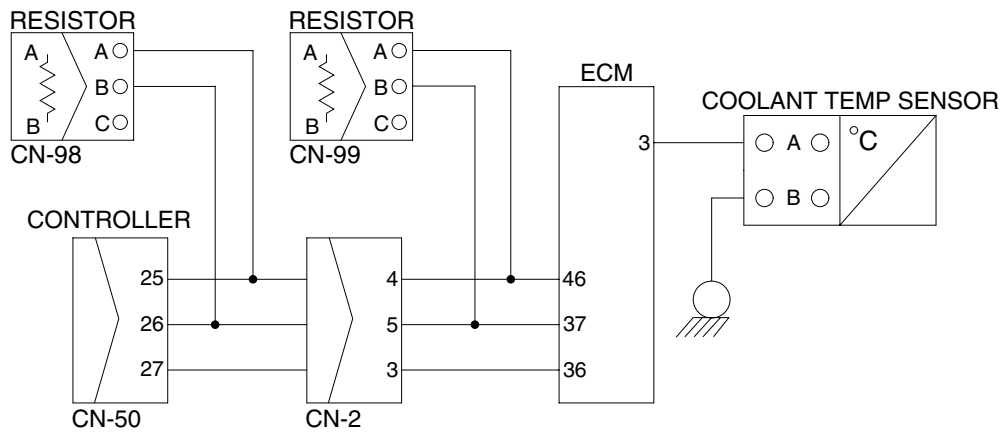 RESISTOR
A
B
A
B
C
CN-98
RESISTOR
A
B
A
B
C
CN-99
ECM
3
46
37
36
COOLANT TEMP SENSOR
A
B
°C
CONTROLLER
25
26
27
CN-50
4
5
3
CN-2